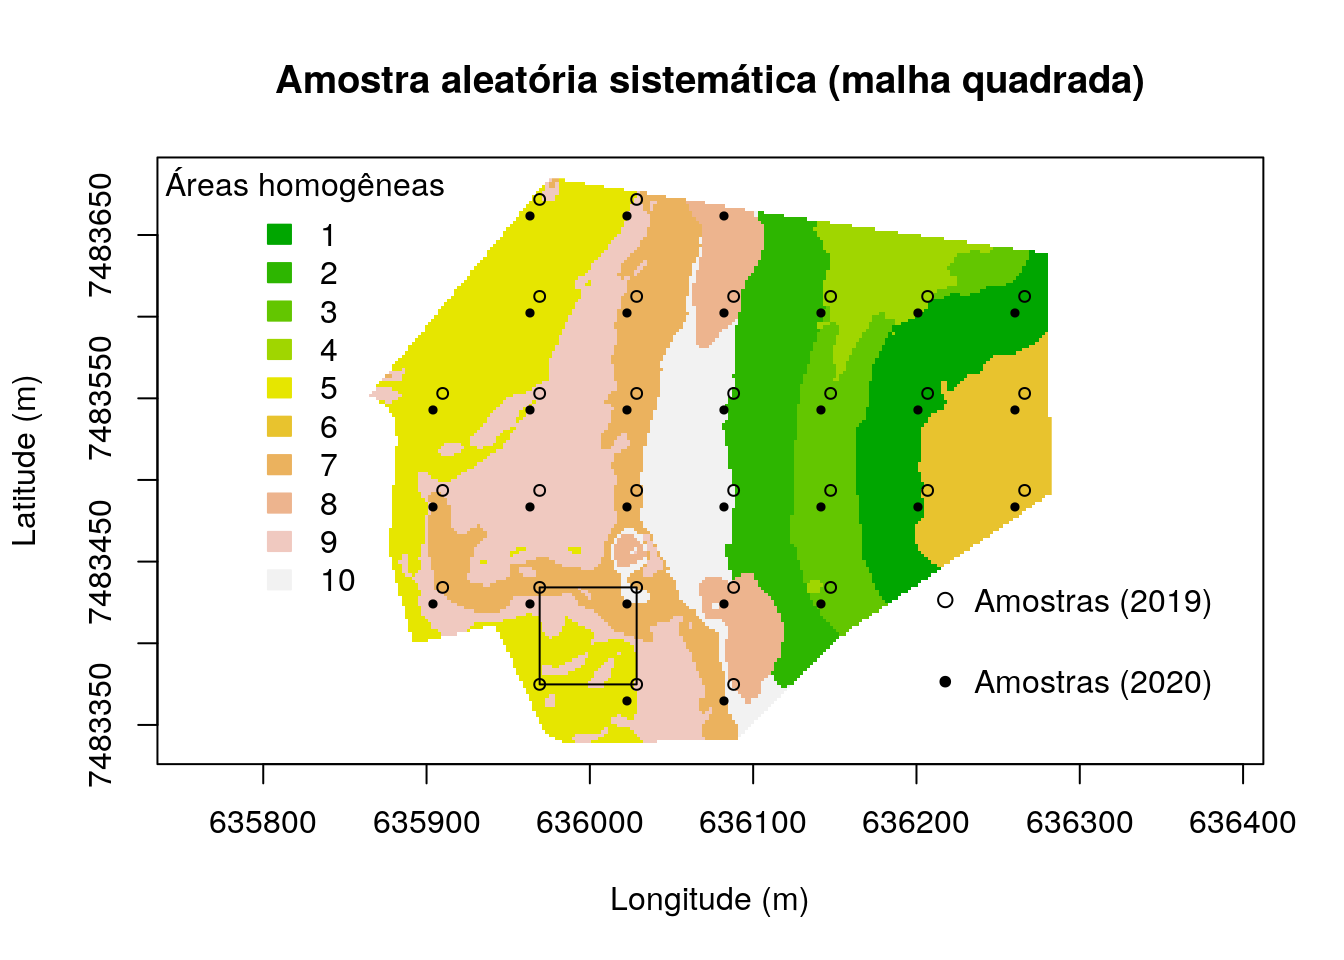 Amostra aleatória sistemática (malha quadrada)
Áreas homogêneas
1
2
3
4
5
6
7
8
9
10
Amostras (2019)
Amostras (2020)
7483650
7483550
7483450
7483350
Latitude (m)
635800 635900 636000 636100 636200 636300 636400
Longitude (m)